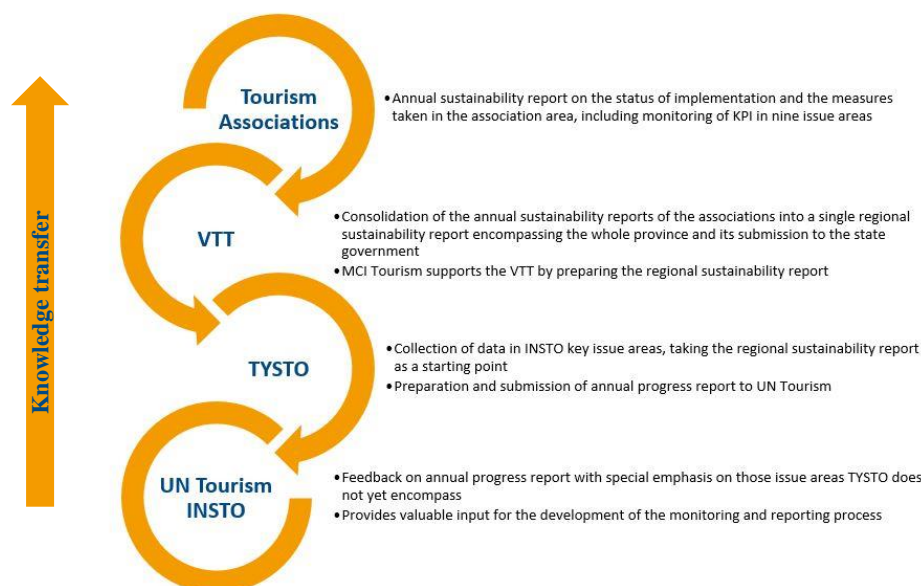 Knowledge transfer
Tourism
Associations
•Annual sustainability report on the status of implementation and the measures
taken in the association area, including monitoring of KPI in nine issue areas
VTT
•Consolidation of the annual sustainability reports of the associations into a single regional
sustainability report encompassing the whole province and its submission to the state
government
•MCI Tourism supports the VTT by preparing the regional sustainability report
TYSTO
•Collection of data in INSTO key issue areas, taking the regional sustainability report
as a starting point
•Preparation and submission of annual progress report to UN Tourism
UN Tourism
INSTO
•Feedback on annual progress report with special emphasis on those issue areas TYSTO does
not yet encompass
•Provides valuable input for the development of the monitoring and reporting process